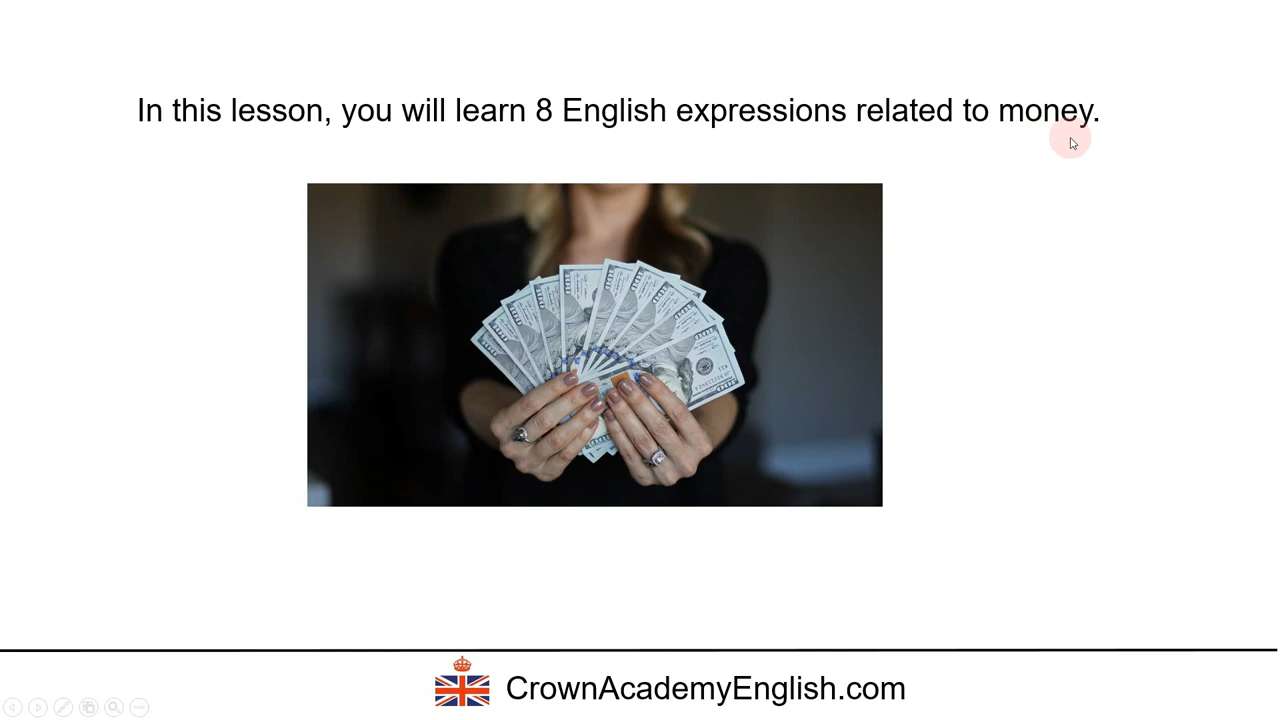 In this lesson, you will learn 8 English expressions related to money.
CrownAcademyEnglish.com